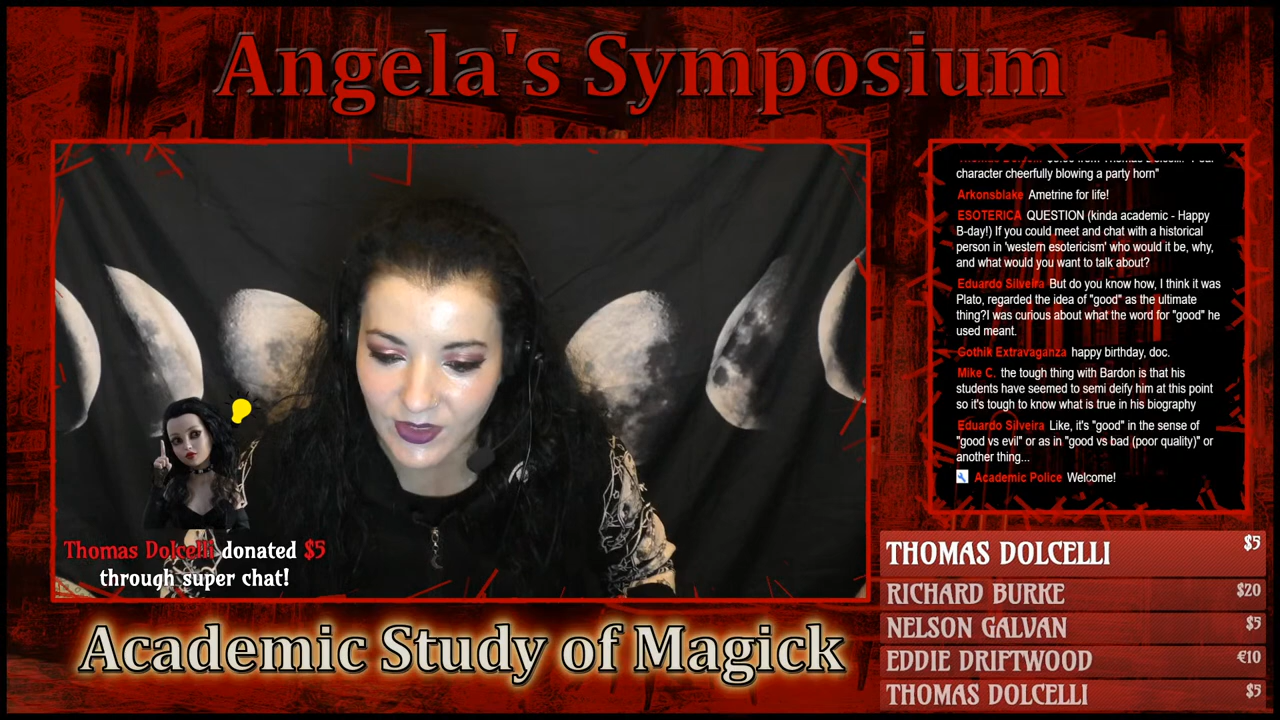 Angela's Symposium
character cheerfully blowing a party horn"
Arkonsblake Ametrine for life!
ESOTERICA QUESTION (kinda academic - Happy
B-day!) If you could meet and chat with a historical
person in 'western esotericism' who would it be, why,
and what would you want to talk about?
Eduardo Silveira But do you know how, I think it was
Plato, regarded the idea of "good" as the ultimate
thing?I was curious about what the word for "good" he
used meant.
Gothik Extravaganza happy birthday, doc.
Mike C. the tough thing with Bardon is that his
students have seemed to semi deify him at this point
so it's tough to know what is true in his biography
Eduardo Silveira Like, it's "good" in the sense of
"good vs evil" or as in "good vs bad (poor quality)" or
another thing...
Academic Police Welcome!
Thomas Dolcelli donated $5
through super chat!
THOMAS DOLCELLI $5
RICHARD BURKE $20
NELSON GALVAN $5
EDDIE DRIFTWOOD €10
THOMAS DOLCELLI $5
Academic Study of Magick